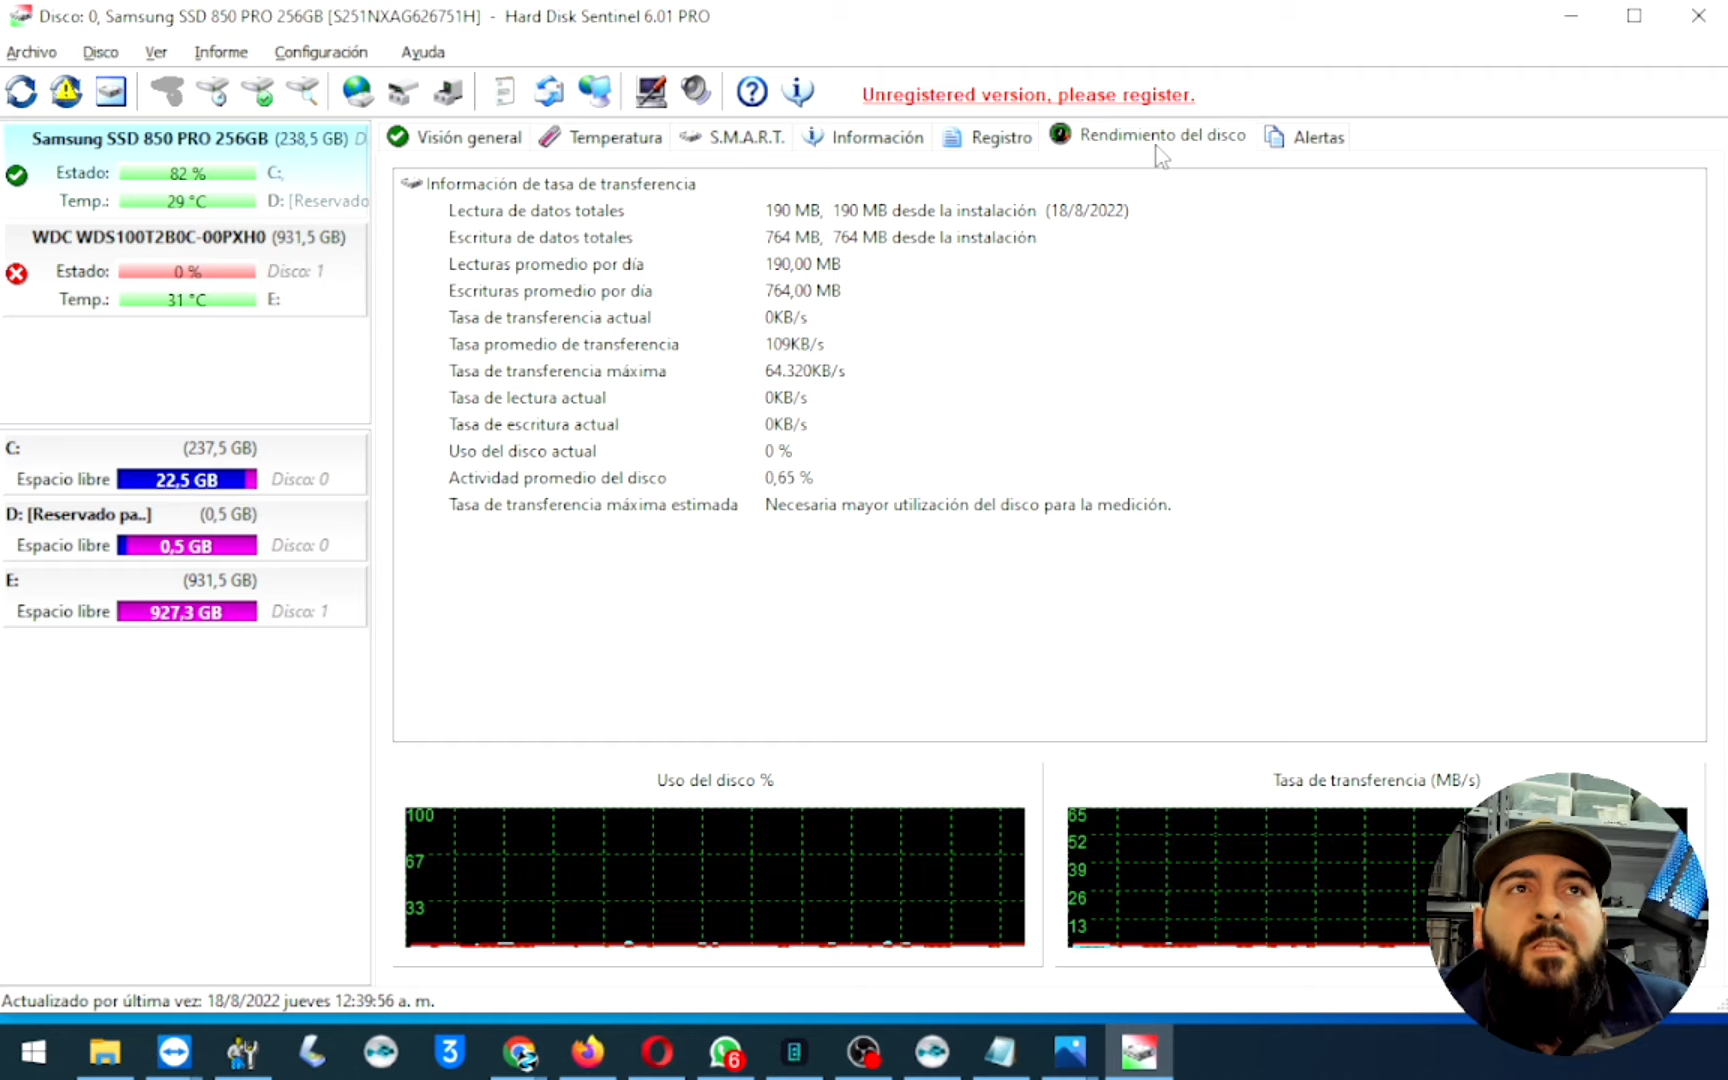 Disco: 0, Samsung SSD 850 PRO 256GB [S251NXAG626751H] - Hard Disk Sentinel 6.01 PRO
Archivo Disco Ver Informe Configuración Ayuda
Unregistered version, please register.
Samsung SSD 850 PRO 256GB (238,5 GB) D
Estado: 82 % C:,
Temp.: 29 °C D: [Reservado
WDC WDS100T2B0C-00PXH0 (931,5 GB)
Estado: 0 % Disco: 1
Temp.: 31 °C E:
C: (237,5 GB)
Espacio libre 22,5 GB Disco: 0
D: [Reservado pa..] (0,5 GB)
Espacio libre 0,5 GB Disco: 0
E: (931,5 GB)
Espacio libre 927,3 GB Disco: 1
Visión general Temperatura S.M.A.R.T. Información Registro Rendimiento del disco Alertas
Información de tasa de transferencia
Lectura de datos totales 190 MB, 190 MB desde la instalación (18/8/2022)
Escritura de datos totales 764 MB, 764 MB desde la instalación
Lecturas promedio por día 190,00 MB
Escrituras promedio por día 764,00 MB
Tasa de transferencia actual 0KB/s
Tasa promedio de transferencia 109KB/s
Tasa de transferencia máxima 64.320KB/s
Tasa de lectura actual 0KB/s
Tasa de escritura actual 0KB/s
Uso del disco actual 0 %
Actividad promedio del disco 0,65 %
Tasa de transferencia máxima estimada Necesaria mayor utilización del disco para la medición.
Uso del disco %
100
67
33
Tasa de transferencia (MB/s)
65
52
39
26
13
Actualizado por última vez: 18/8/2022 jueves 12:39:56 a. m.
3
6